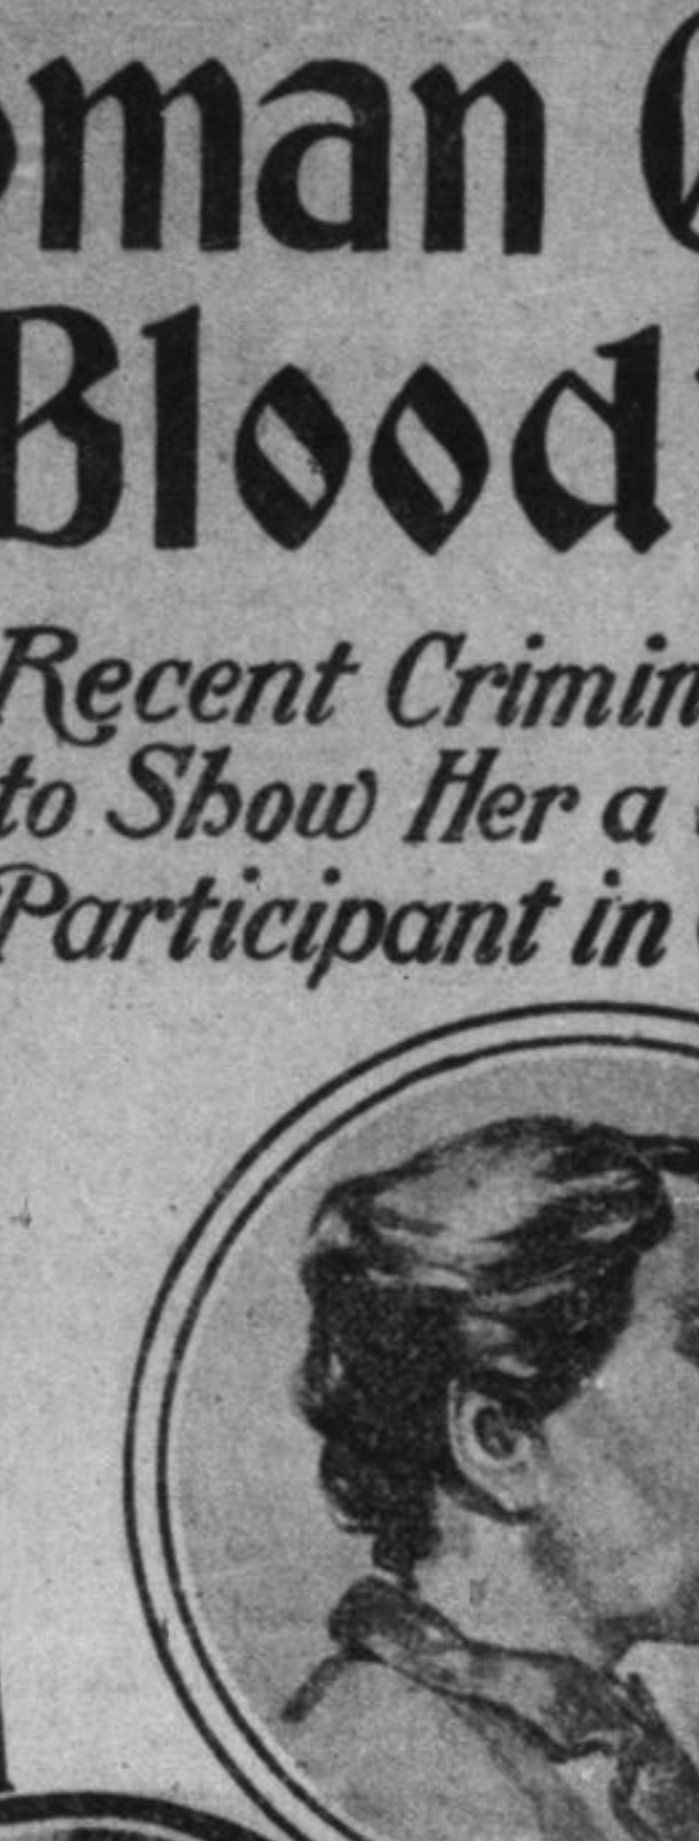 oman
Blood
Recent Crimin
to Show Her a
Participant in